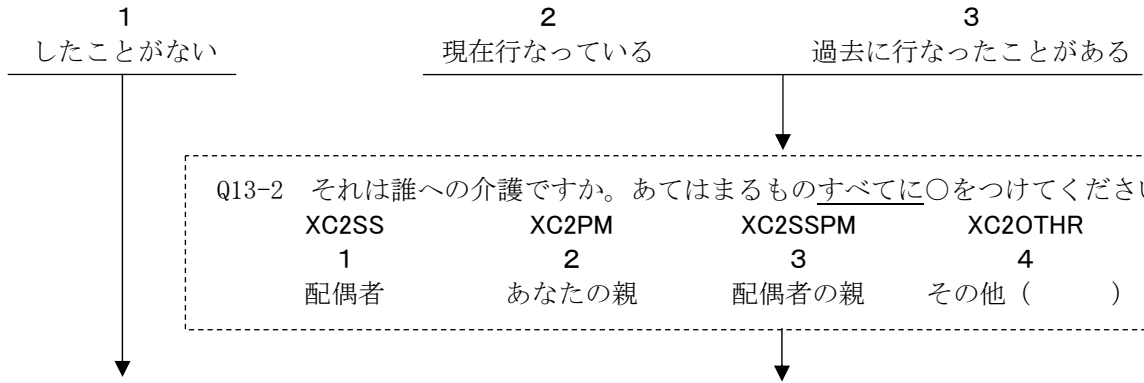 1 2 3
したことがない 現在行なっている 過去に行なったことがある
Q13-2 それは誰への介護ですか。あてはまるものすべてに○をつけてください
XC2SS XC2PM XC2SSPM XC2OTHR
1 2 3 4
配偶者 あなたの親 配偶者の親 その他 ( )